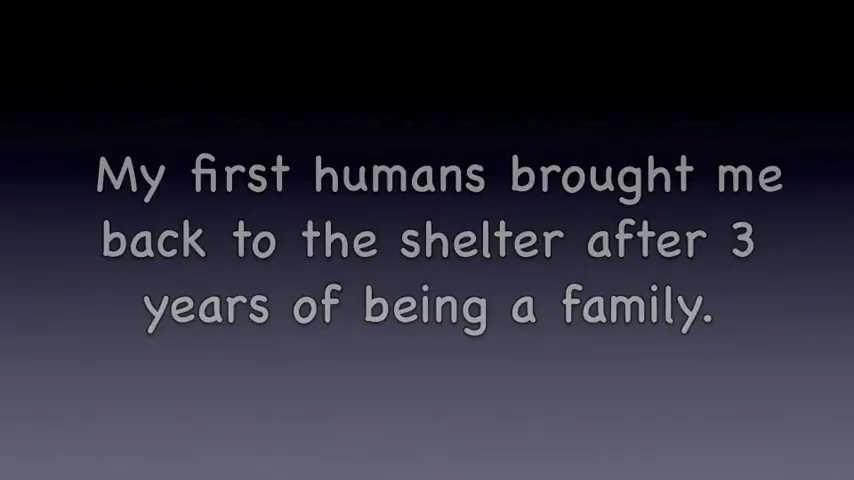 My first humans brought me
back to the shelter after 3
years of being a family.